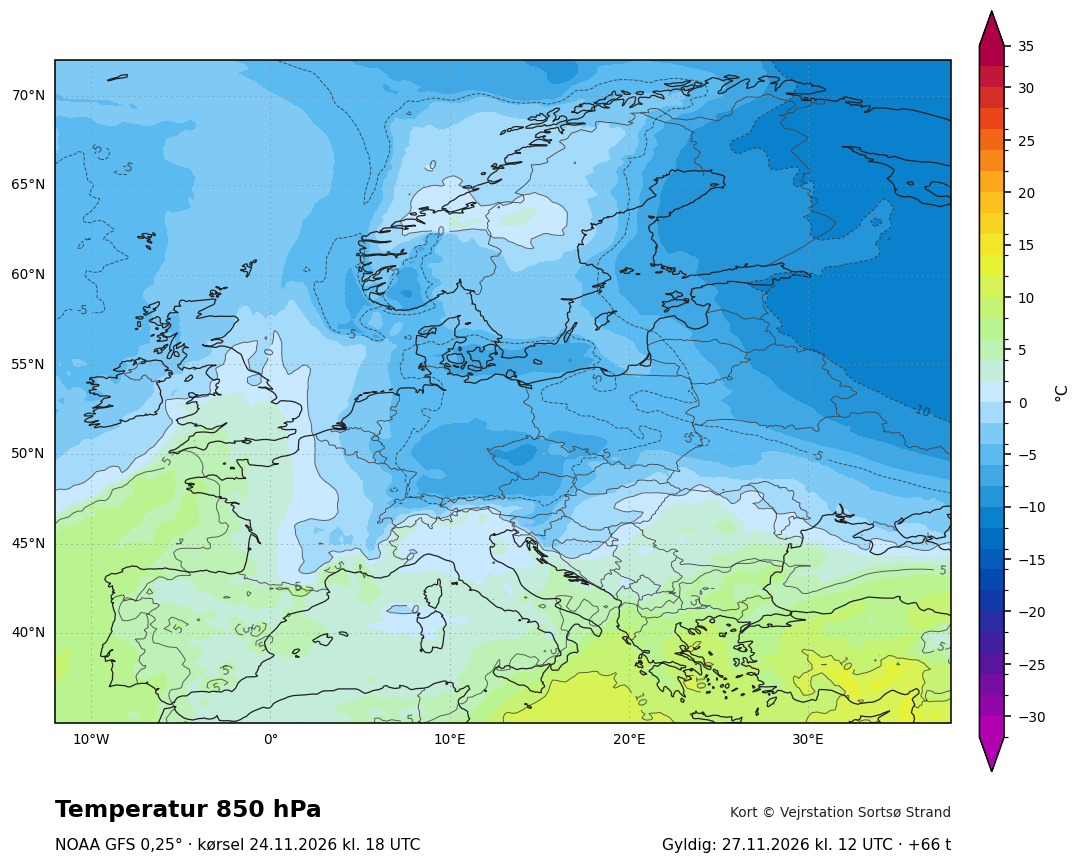 70°N
65°N
60°N
55°N
50°N
45°N
40°N
10°W
0°
10°E
20°E
30°E
35
30
25
20
15
10
5
0
−5
−10
−15
−20
−25
−30
°C
Temperatur 850 hPa
Kort © Vejrstation Sortsø Strand
NOAA GFS 0,25° · kørsel 24.11.2026 kl. 18 UTC
Gyldig: 27.11.2026 kl. 12 UTC · +66 t